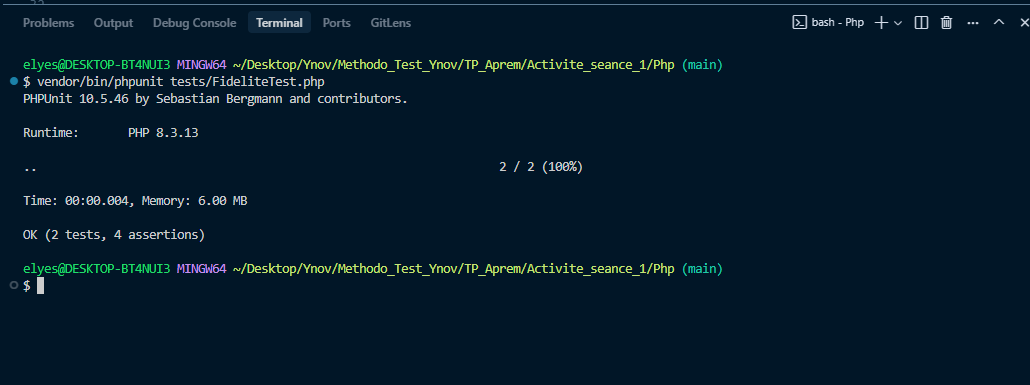 Problems Output Debug Console Terminal Ports GitLens bash - Php
elyes@DESKTOP-BT4NUI3 MINGW64 ~/Desktop/Ynov/Methodo_Test_Ynov/TP_Aprem/Activite_seance_1/Php (main)
$ vendor/bin/phpunit tests/FideliteTest.php
PHPUnit 10.5.46 by Sebastian Bergmann and contributors.
Runtime: PHP 8.3.13
.. 2 / 2 (100%)
Time: 00:00.004, Memory: 6.00 MB
OK (2 tests, 4 assertions)
elyes@DESKTOP-BT4NUI3 MINGW64 ~/Desktop/Ynov/Methodo_Test_Ynov/TP_Aprem/Activite_seance_1/Php (main)
$